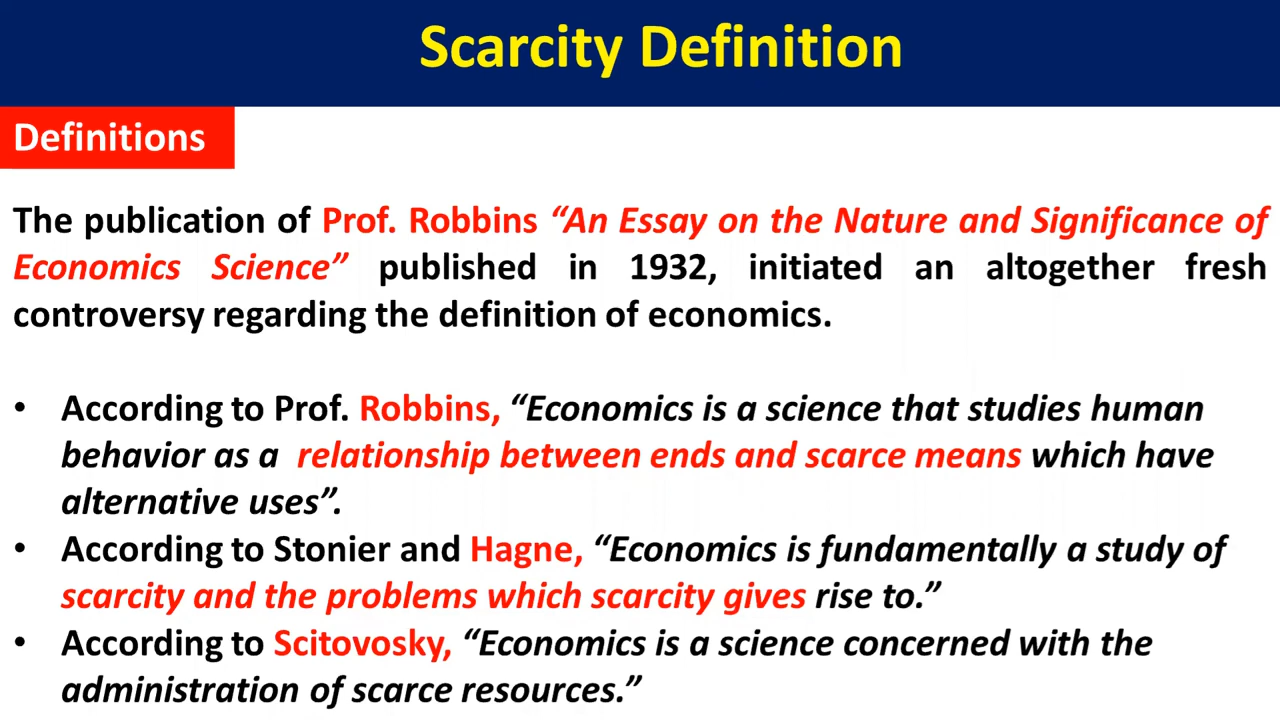 Scarcity Definition
Definitions
The publication of Prof. Robbins “An Essay on the Nature and Significance of
Economics Science” published in 1932, initiated an altogether fresh
controversy regarding the definition of economics.
• According to Prof. Robbins, “Economics is a science that studies human
behavior as a relationship between ends and scarce means which have
alternative uses”.
• According to Stonier and Hagne, “Economics is fundamentally a study of
scarcity and the problems which scarcity gives rise to.”
• According to Scitovosky, “Economics is a science concerned with the
administration of scarce resources.”